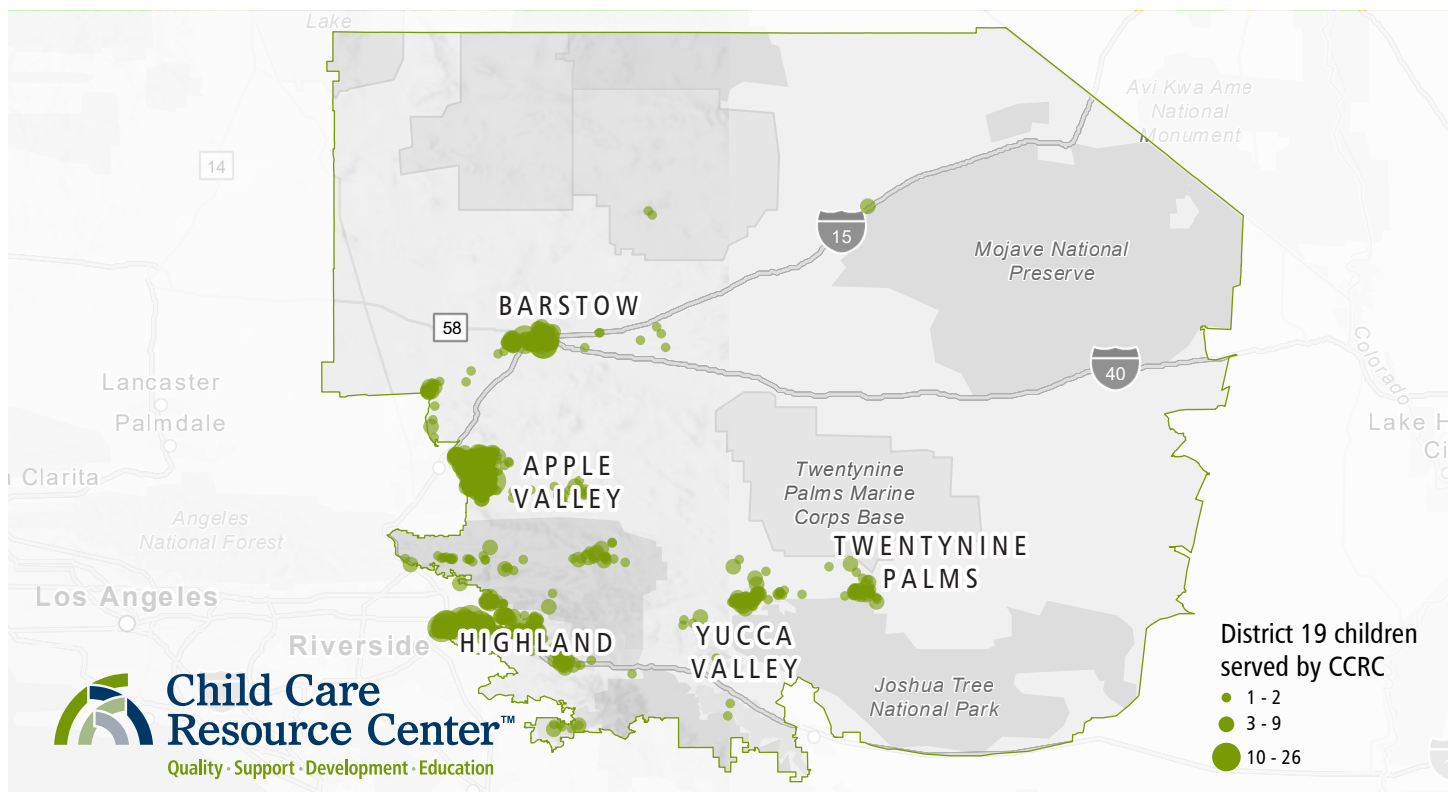 Lake
Avi Kwa Ame
National
Monument
14
15
Mojave National
Preserve
BARSTOW
58
40
Colorado
Lancaster
Palmdale
Lake H
Ci
a Clarita
APPLE
VALLEY
Twentynine
Palms Marine
Corps Base
Angeles
National Forest
TWENTYNINE
PALMS
Los Angeles
Riverside
HIGHLAND
YUCCA
VALLEY
Joshua Tree
National Park
District 19 children
served by CCRC
1 - 2
3 - 9
10 - 26
Child Care
Resource Center™
Quality · Support · Development · Education